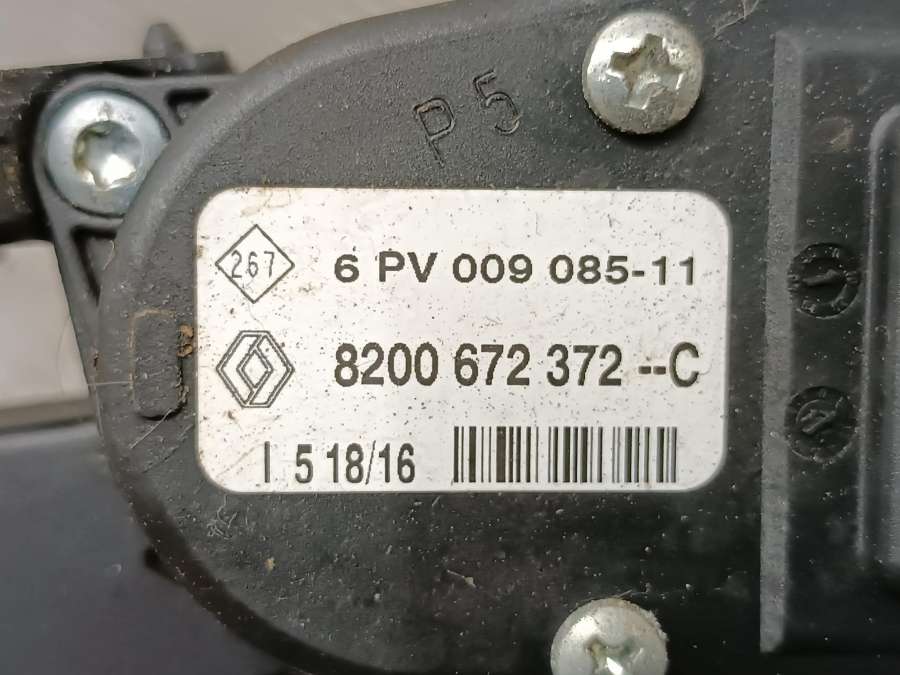 P5
267
6 PV 009 085-11
8200 672 372 --C
I 5 18/16